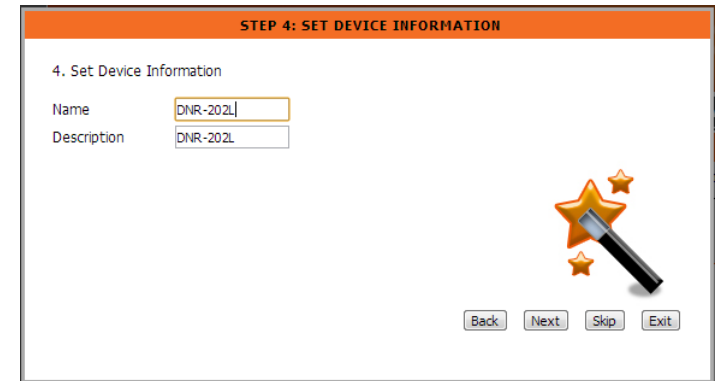 STEP 4: SET DEVICE INFORMATION
4. Set Device Information
Name DNR-202L
Description DNR-202L
Back Next Skip Exit